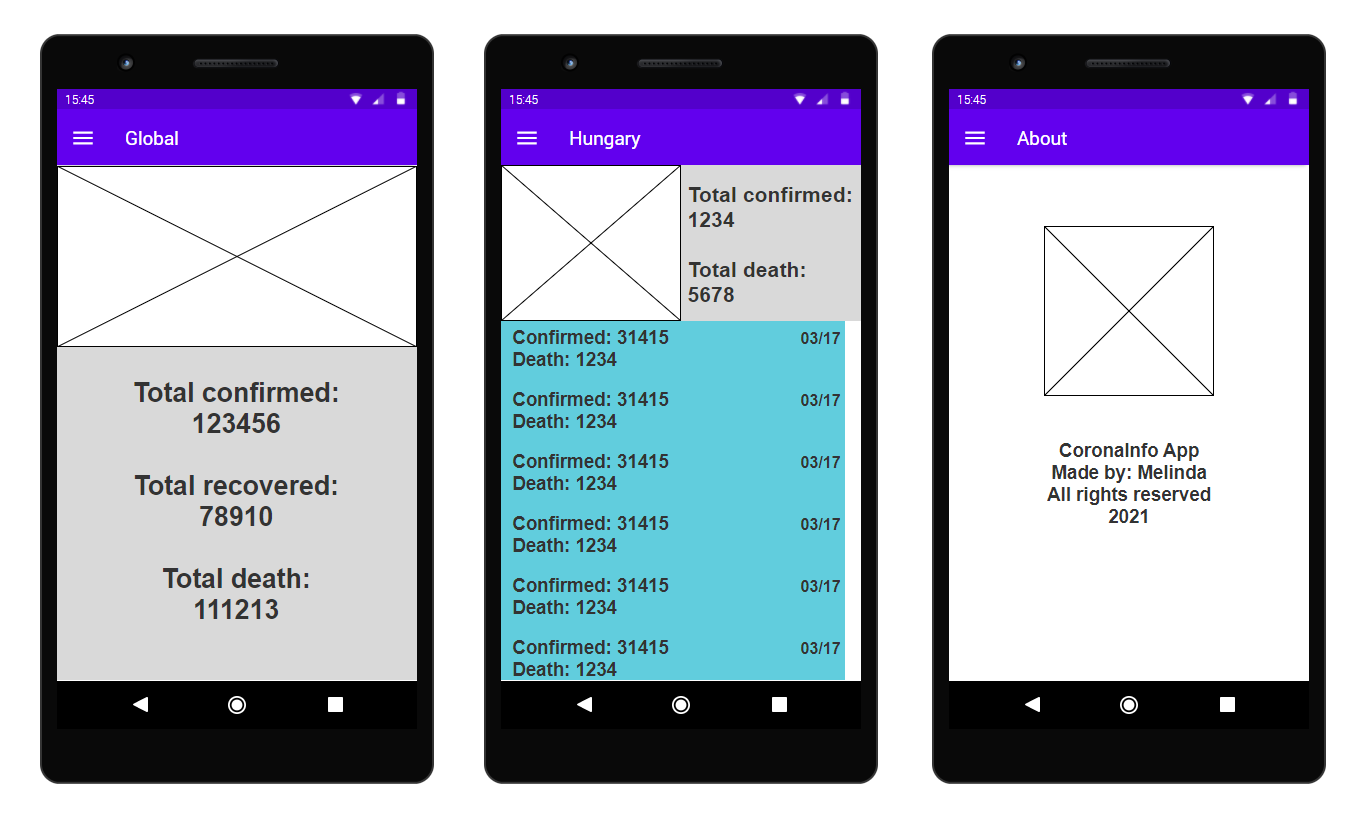 15:45
Global
Total confirmed:
123456
Total recovered:
78910
Total death:
111213
15:45
Hungary
Total confirmed:
1234
Total death:
5678
Confirmed: 31415 03/17
Death: 1234
Confirmed: 31415 03/17
Death: 1234
Confirmed: 31415 03/17
Death: 1234
Confirmed: 31415 03/17
Death: 1234
Confirmed: 31415 03/17
Death: 1234
Confirmed: 31415 03/17
Death: 1234
15:45
About
CoronaInfo App
Made by: Melinda
All rights reserved
2021